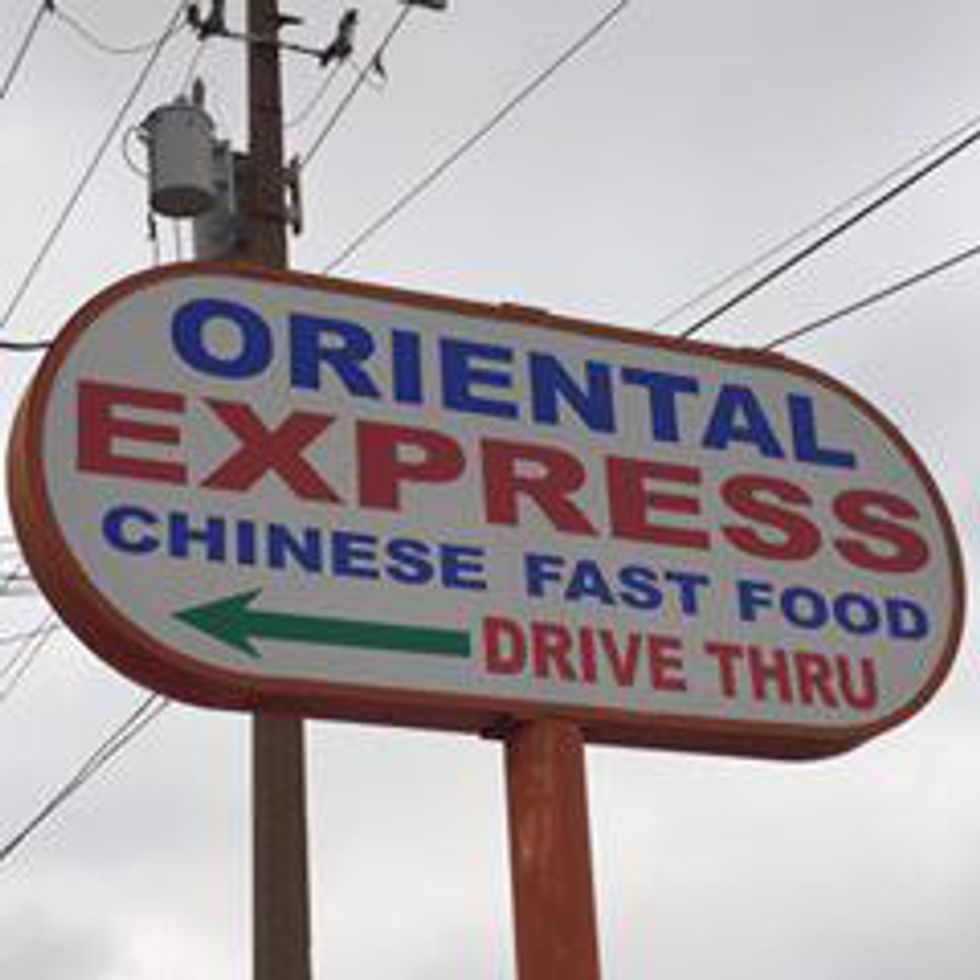 ORIENTAL
EXPRESS
CHINESE FAST FOOD
DRIVE THRU